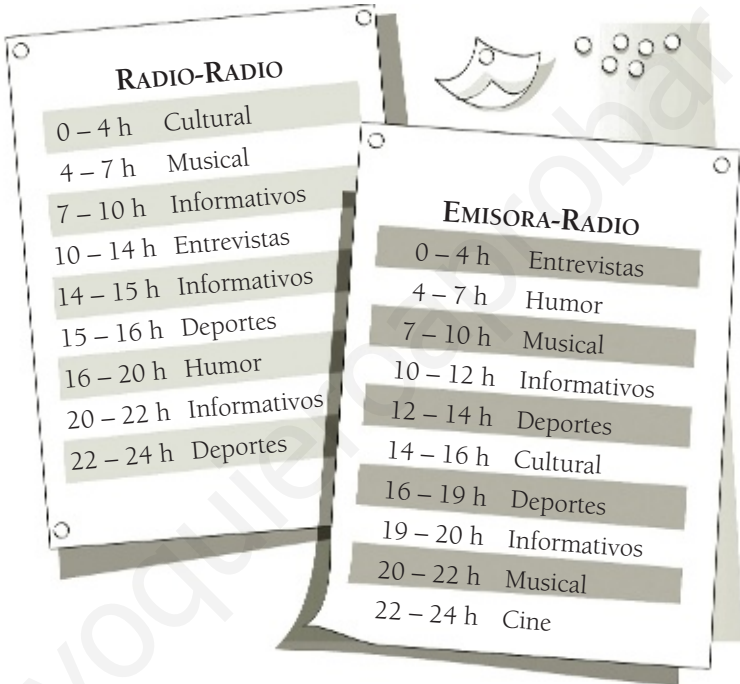 RADIO-RADIO
0 – 4 h Cultural
4 – 7 h Musical
7 – 10 h Informativos
10 – 14 h Entrevistas
14 – 15 h Informativos
15 – 16 h Deportes
16 – 20 h Humor
20 – 22 h Informativos
22 – 24 h Deportes
EMISORA-RADIO
0 – 4 h Entrevistas
4 – 7 h Humor
7 – 10 h Musical
10 – 12 h Informativos
12 – 14 h Deportes
14 – 16 h Cultural
16 – 19 h Deportes
19 – 20 h Informativos
20 – 22 h Musical
22 – 24 h Cine
yoquieroaprobar